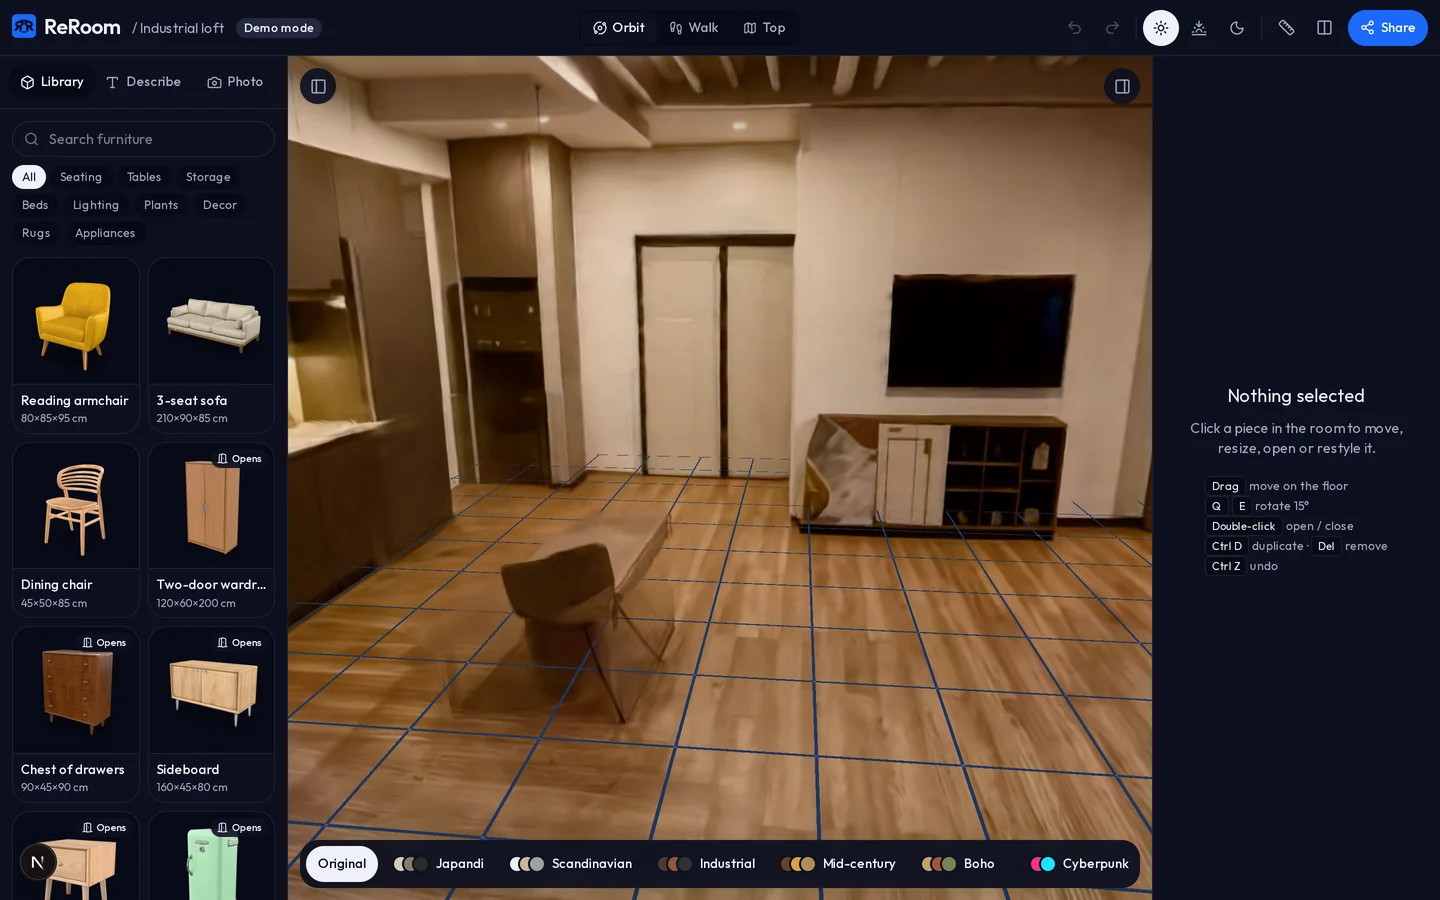 ReRoom / Industrial loft Demo mode
Orbit Walk Top
Share
Library Describe Photo
Search furniture
All Seating Tables Storage
Beds Lighting Plants Decor
Rugs Appliances
Reading armchair
80×85×95 cm
3-seat sofa
210×90×85 cm
Dining chair
45×50×85 cm
Opens
Two-door wardr...
120×60×200 cm
Opens
Chest of drawers
90×45×90 cm
Opens
Sideboard
160×45×80 cm
Opens
Opens
N
Original Japandi Scandinavian Industrial Mid-century Boho Cyberpunk
Nothing selected
Click a piece in the room to move,
resize, open or restyle it.
Drag move on the floor
Q E rotate 15°
Double-click open / close
Ctrl D duplicate · Del remove
Ctrl Z undo